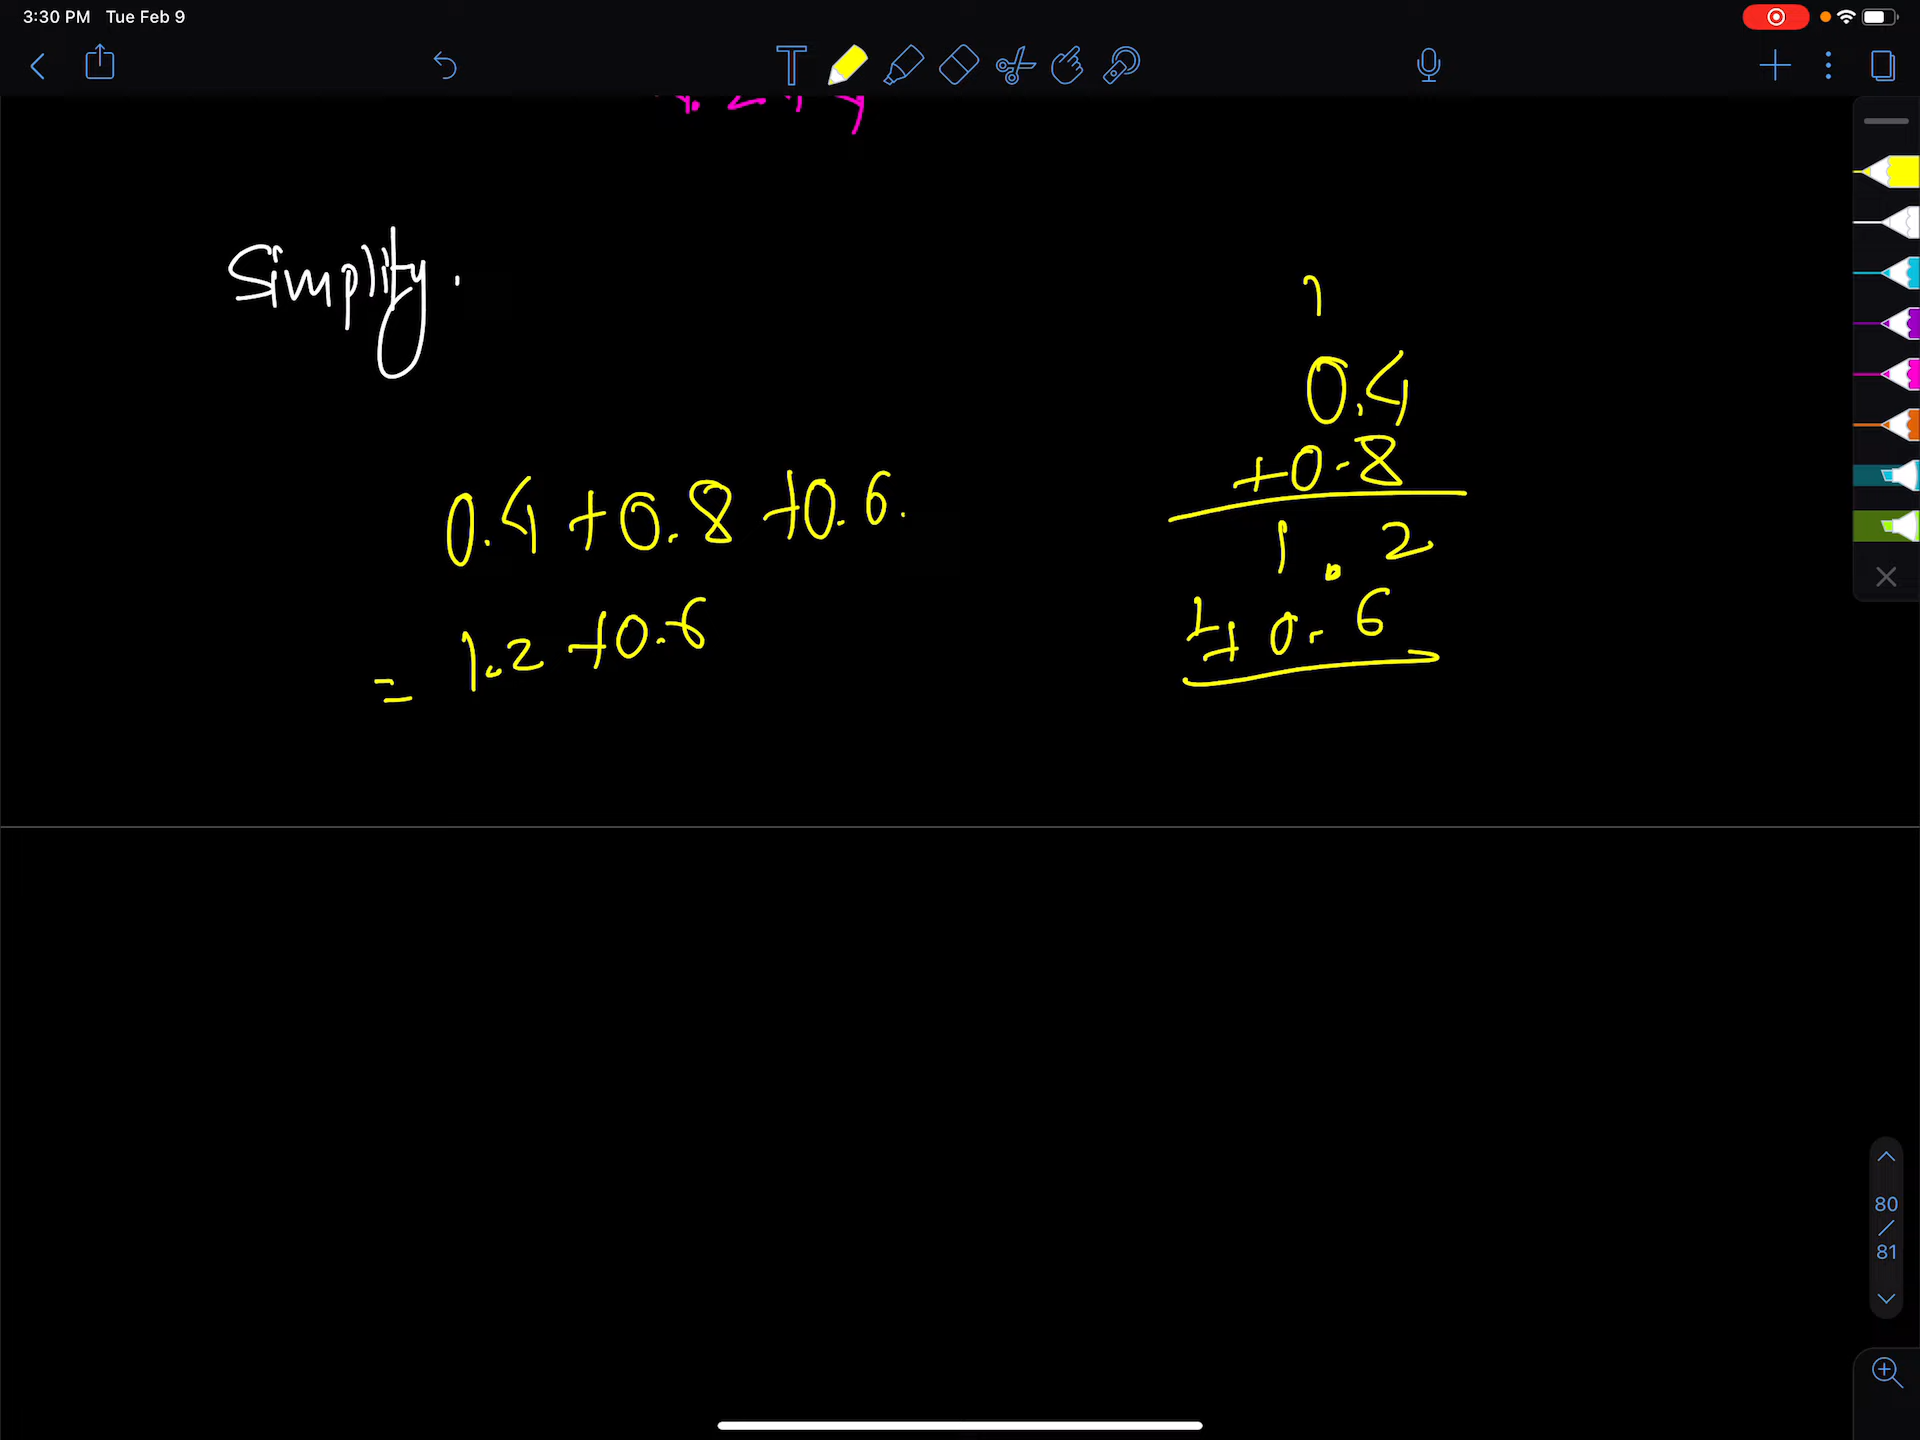 3:30 PM Tue Feb 9
Simplify.
0.4 + 0.8 + 0.6.
= 1.2 + 0.6
1
0.4
+0.8
1.2
+ 0.6
80
/
81